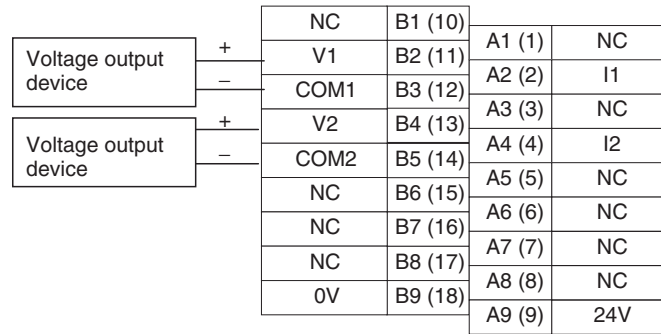 NC B1 (10)
A1 (1) NC
Voltage output device + V1 B2 (11)
A2 (2) I1
− COM1 B3 (12)
A3 (3) NC
Voltage output device + V2 B4 (13)
A4 (4) I2
− COM2 B5 (14)
A5 (5) NC
NC B6 (15)
A6 (6) NC
NC B7 (16)
A7 (7) NC
NC B8 (17)
A8 (8) NC
0V B9 (18)
A9 (9) 24V